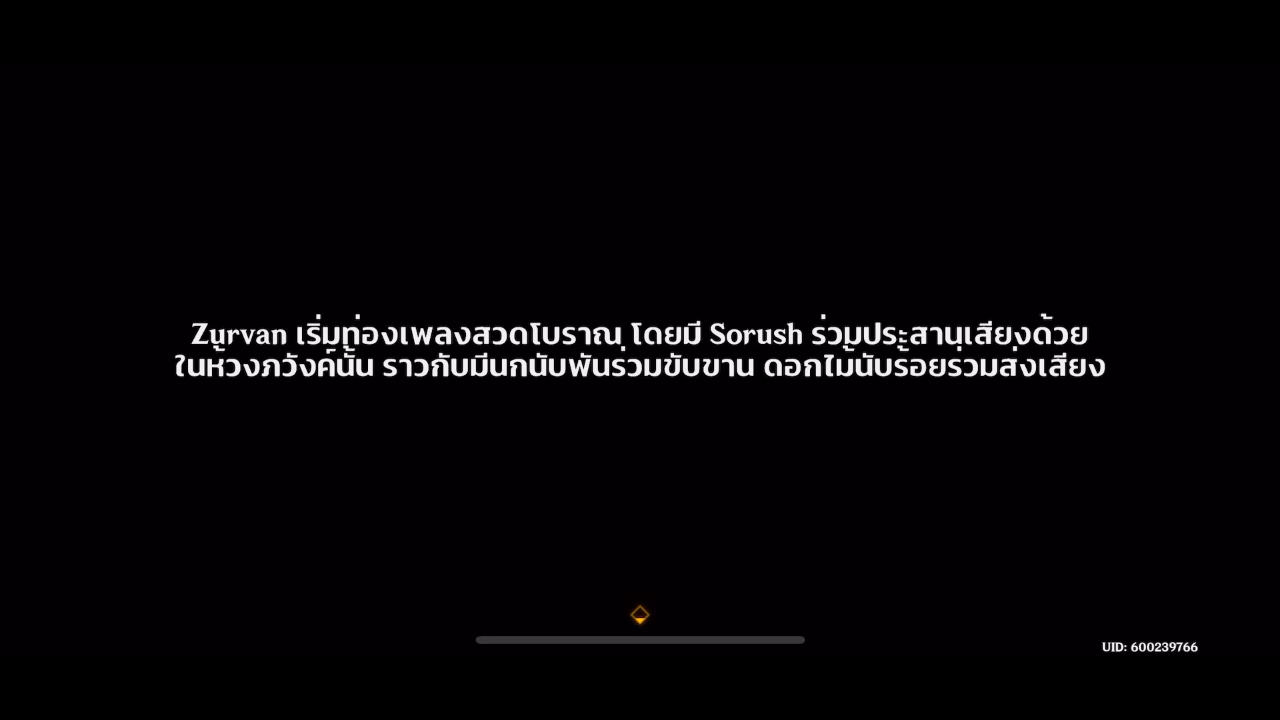 Zurvan เริ่มท่องเพลงสวดโบราณ โดยมี Sorush ร่วมประสานเสียงด้วย
ในห้วงภวังค์นั้น ราวกับมีนกนับพันร่วมขับขาน ดอกไม้นับร้อยร่วมส่งเสียง
UID: 600239766